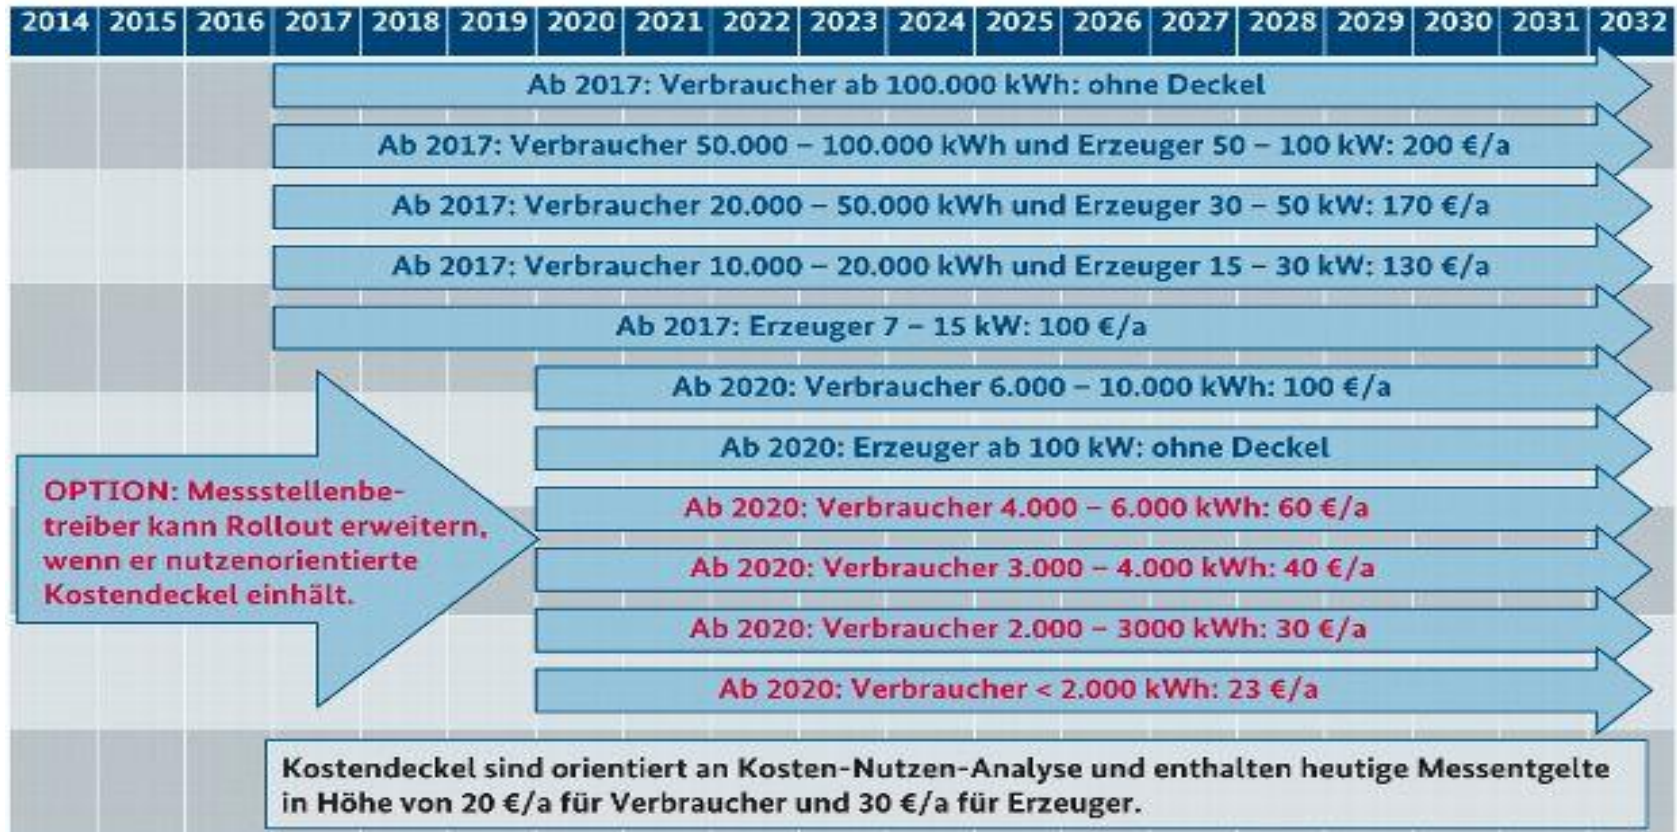 2014 2015 2016 2017 2018 2019 2020 2021 2022 2023 2024 2025 2026 2027 2028 2029 2030 2031 2032
Ab 2017: Verbraucher ab 100.000 kWh: ohne Deckel
Ab 2017: Verbraucher 50.000 – 100.000 kWh und Erzeuger 50 – 100 kW: 200 €/a
Ab 2017: Verbraucher 20.000 – 50.000 kWh und Erzeuger 30 – 50 kW: 170 €/a
Ab 2017: Verbraucher 10.000 – 20.000 kWh und Erzeuger 15 – 30 kW: 130 €/a
Ab 2017: Erzeuger 7 – 15 kW: 100 €/a
Ab 2020: Verbraucher 6.000 – 10.000 kWh: 100 €/a
Ab 2020: Erzeuger ab 100 kW: ohne Deckel
OPTION: Messstellenbe-
treiber kann Rollout erweitern,
wenn er nutzenorientierte
Kostendeckel einhält.
Ab 2020: Verbraucher 4.000 – 6.000 kWh: 60 €/a
Ab 2020: Verbraucher 3.000 – 4.000 kWh: 40 €/a
Ab 2020: Verbraucher 2.000 – 3000 kWh: 30 €/a
Ab 2020: Verbraucher < 2.000 kWh: 23 €/a
Kostendeckel sind orientiert an Kosten-Nutzen-Analyse und enthalten heutige Messentgelte
in Höhe von 20 €/a für Verbraucher und 30 €/a für Erzeuger.